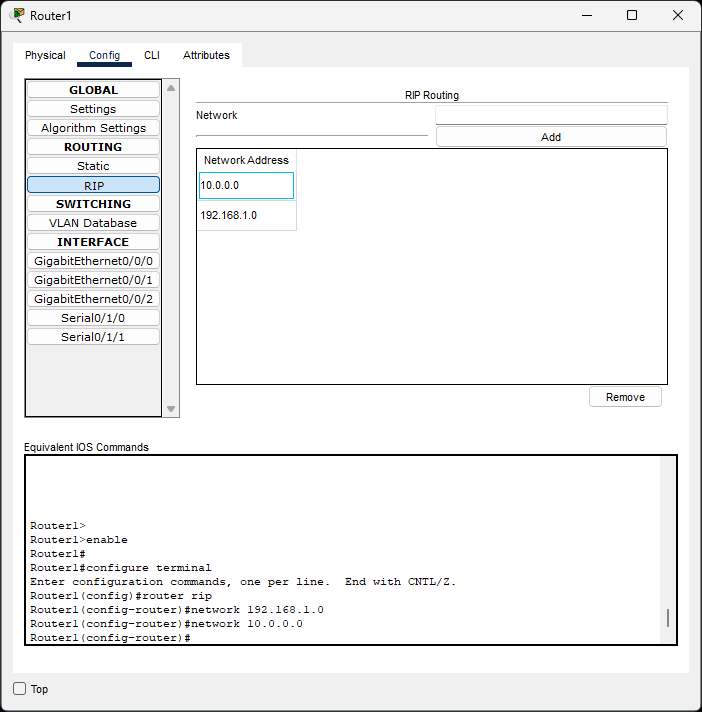 Router1
Physical Config CLI Attributes
GLOBAL
Settings
Algorithm Settings
ROUTING
Static
RIP
SWITCHING
VLAN Database
INTERFACE
GigabitEthernet0/0/0
GigabitEthernet0/0/1
GigabitEthernet0/0/2
Serial0/1/0
Serial0/1/1
RIP Routing
Network
Add
Network Address
10.0.0.0
192.168.1.0
Remove
Equivalent IOS Commands
Router1>
Router1>enable
Router1#
Router1#configure terminal
Enter configuration commands, one per line.  End with CNTL/Z.
Router1(config)#router rip
Router1(config-router)#network 192.168.1.0
Router1(config-router)#network 10.0.0.0
Router1(config-router)#
Top